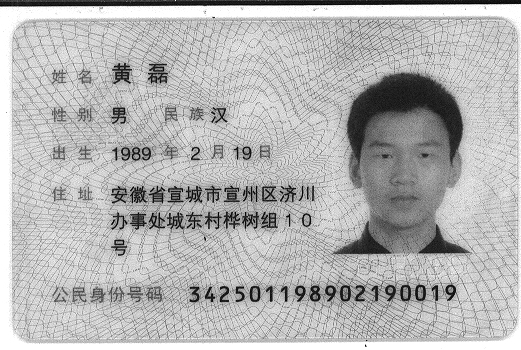 姓名 黄磊
性别 男 民族 汉
出生 1989 年 2 月 19 日
住址 安徽省宣城市宣州区济川
办事处城东村桦树组10
号
公民身份号码 342501198902190019